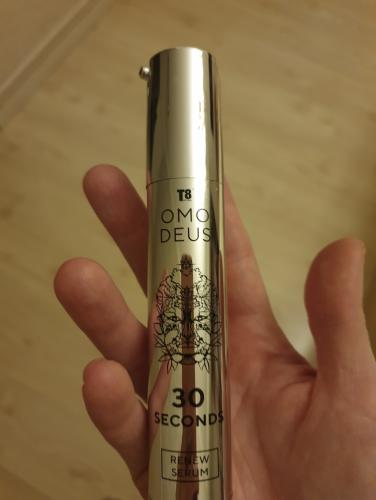 T8
OMO
DEUS
30
SECONDS
RENEW
SERUM